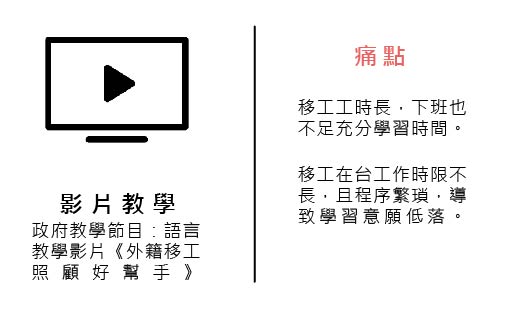 影片教學
政府教學節目：語言
教學影片《外籍移工
照顧好幫手》
痛點
移工工時長，下班也
不足充分學習時間。
移工在台工作時限不
長，且程序繁瑣，導
致學習意願低落。